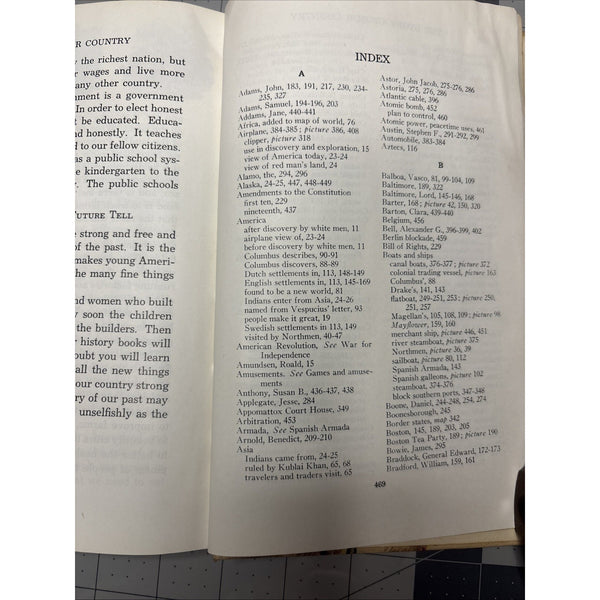 R COUNTRY
the richest nation, but
r wages and live more
any other country.
nment is a government
In order to elect honest
t be educated. Educa-
nd honestly. It teaches
d to our fellow citizens.
as a public school sys-
e kindergarten to the
y. The public schools
UTURE TELL
e strong and free and
of the past. It is the
makes young Ameri-
the many fine things
nd women who built
y soon the children
the builders. Then
r history books will
oubt you will learn
all the new things
our country strong
ry of our past may
unselfishly as the
INDEX
A
Adams, John, 183, 191, 217, 230, 234-
235, 327
Adams, Samuel, 194-196, 203
Addams, Jane, 440-441
Africa, added to map of world, 76
Airplane, 384-385; picture 386, 408
clipper, picture 318
use in discovery and exploration, 15
view of America today, 23-24
view of red man's land, 24
Alamo, the, 294, 296
Alaska, 24-25, 447, 448-449
Amendments to the Constitution
first ten, 229
nineteenth, 437
America
after discovery by white men, 11
airplane view of, 23-24
before discovery by white men, 11
Columbus describes, 90-91
Columbus discovers, 88-89
Dutch settlements in, 113, 148-149
English settlements in, 113, 145-169
found to be a new world, 81
Indians enter from Asia, 24-26
named from Vespucius' letter, 93
people make it great, 19
Swedish settlements in, 113, 149
visited by Northmen, 40-47
American Revolution, See War for
Independence
Amundsen, Roald, 15
Amusements. See Games and amuse-
ments
Anthony, Susan B., 436-437, 438
Applegate, Jesse, 284
Appomattox Court House, 349
Arbitration, 453
Armada, See Spanish Armada
Arnold, Benedict, 209-210
Asia
Indians came from, 24-25
ruled by Kublai Khan, 65, 68
travelers and traders visit, 65
Astor, John Jacob, 275-276, 286
Astoria, 275, 276, 286
Atlantic cable, 396
Atomic bomb, 452
plan to control, 460
Atomic power, peacetime uses, 461
Austin, Stephen F., 291-292, 293
Automobile, 383-384
Aztecs, 116
B
Balboa, Vasco, 81, 99-104, 109
Baltimore, 189, 322
Baltimore, Lord, 145-146, 168
Barter, 168; picture 42, 150, 320
Barton, Clara, 439-440
Belgium, 456
Bell, Alexander G., 396-399, 402
Berlin blockade, 459
Bill of Rights, 229
Boats and ships
canal boats, 376-377; picture 372
colonial trading vessel, picture 163
Columbus', 88
Drake's, 141, 143
flatboat, 249-251, 253; picture 250,
251, 257
Magellan's, 105, 108, 109; picture 98
Mayflower, 159, 160
merchant ship, picture 446, 451
river steamboat, picture 375
Northmen, picture 36, 39
sailboat, picture 80, 112
Spanish Armada, 143
Spanish galleons, picture 102
steamboat, 374-376
block southern ports, 347-348
Boone, Daniel, 244-248, 254, 274
Boonesborough, 245
Border states, map 342
Boston, 145, 189, 203, 205
Boston Tea Party, 189; picture 190
Bowie, James, 295
Braddock, General Edward, 172-173
Bradford, William, 159, 161
469